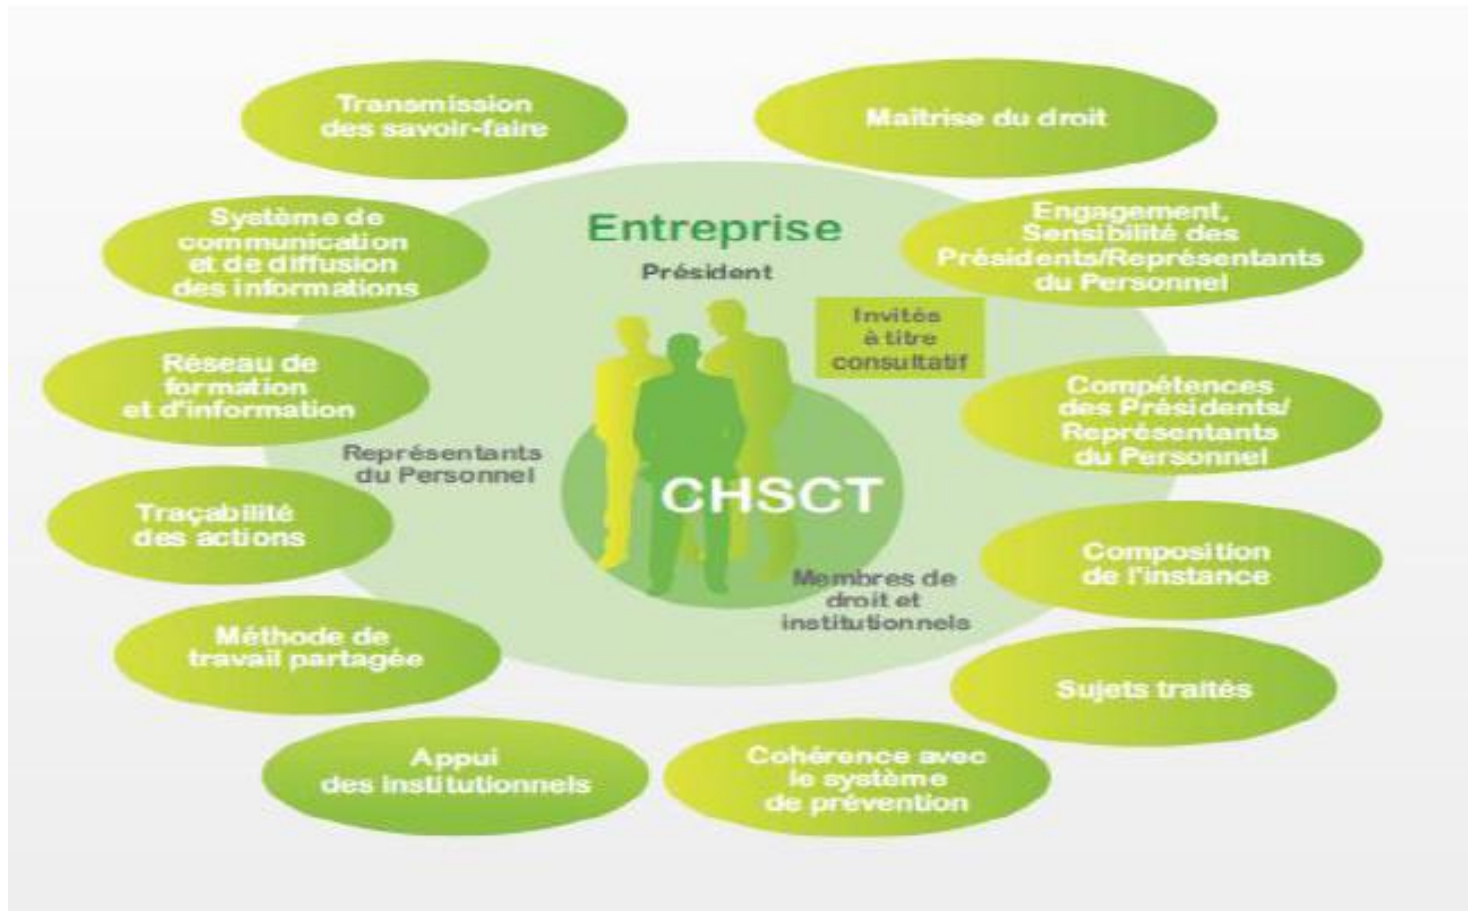 Transmission
des savoir-faire
Maîtrise du droit
Système de
communication
et de diffusion
des informations
Entreprise
Président
Engagement,
Sensibilité des
Présidents/Représentants
du Personnel
Invités
à titre
consultatif
Réseau de
formation
et d'information
Compétences
des Présidents/
Représentants
du Personnel
Représentants
du Personnel
CHSCT
Traçabilité
des actions
Composition
de l'instance
Membres de
droit et
institutionnels
Méthode de
travail partagée
Sujets traités
Appui
des institutionnels
Cohérence avec
le système
de prévention